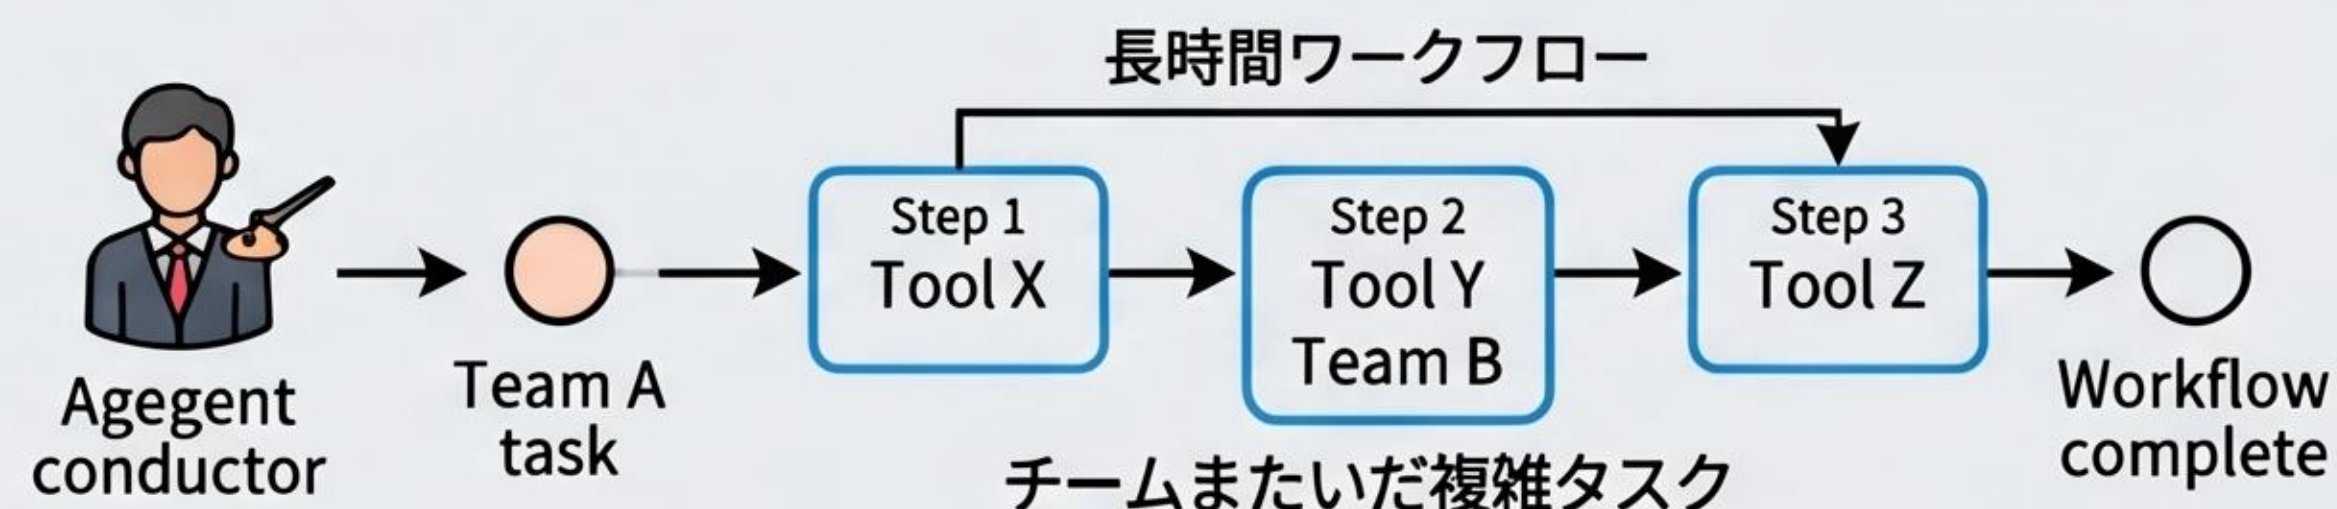 長時間ワークフロー
Agegent
conductor
Team A
task
Step 1
Tool X
Step 2
Tool Y
Team B
Step 3
Tool Z
Workflow
complete
チームまたいだ複雑タスク